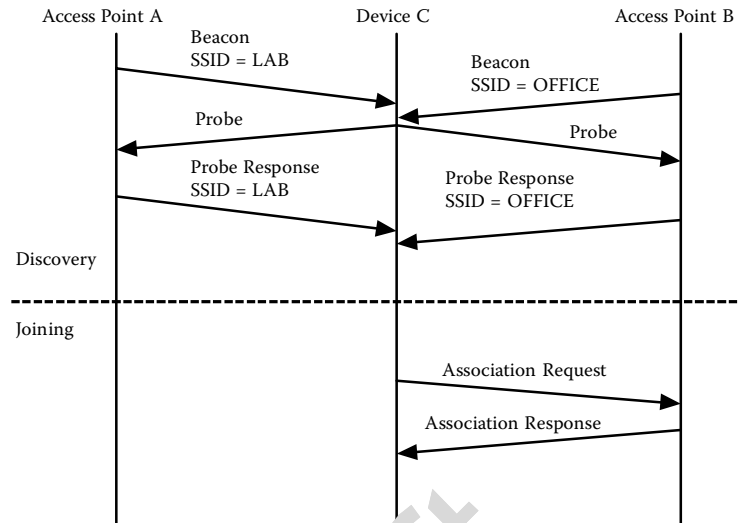 Access Point A
Device C
Access Point B
Beacon
SSID = LAB
Beacon
SSID = OFFICE
Probe
Probe
Probe Response
SSID = LAB
Probe Response
SSID = OFFICE
Discovery
Joining
Association Request
Association Response